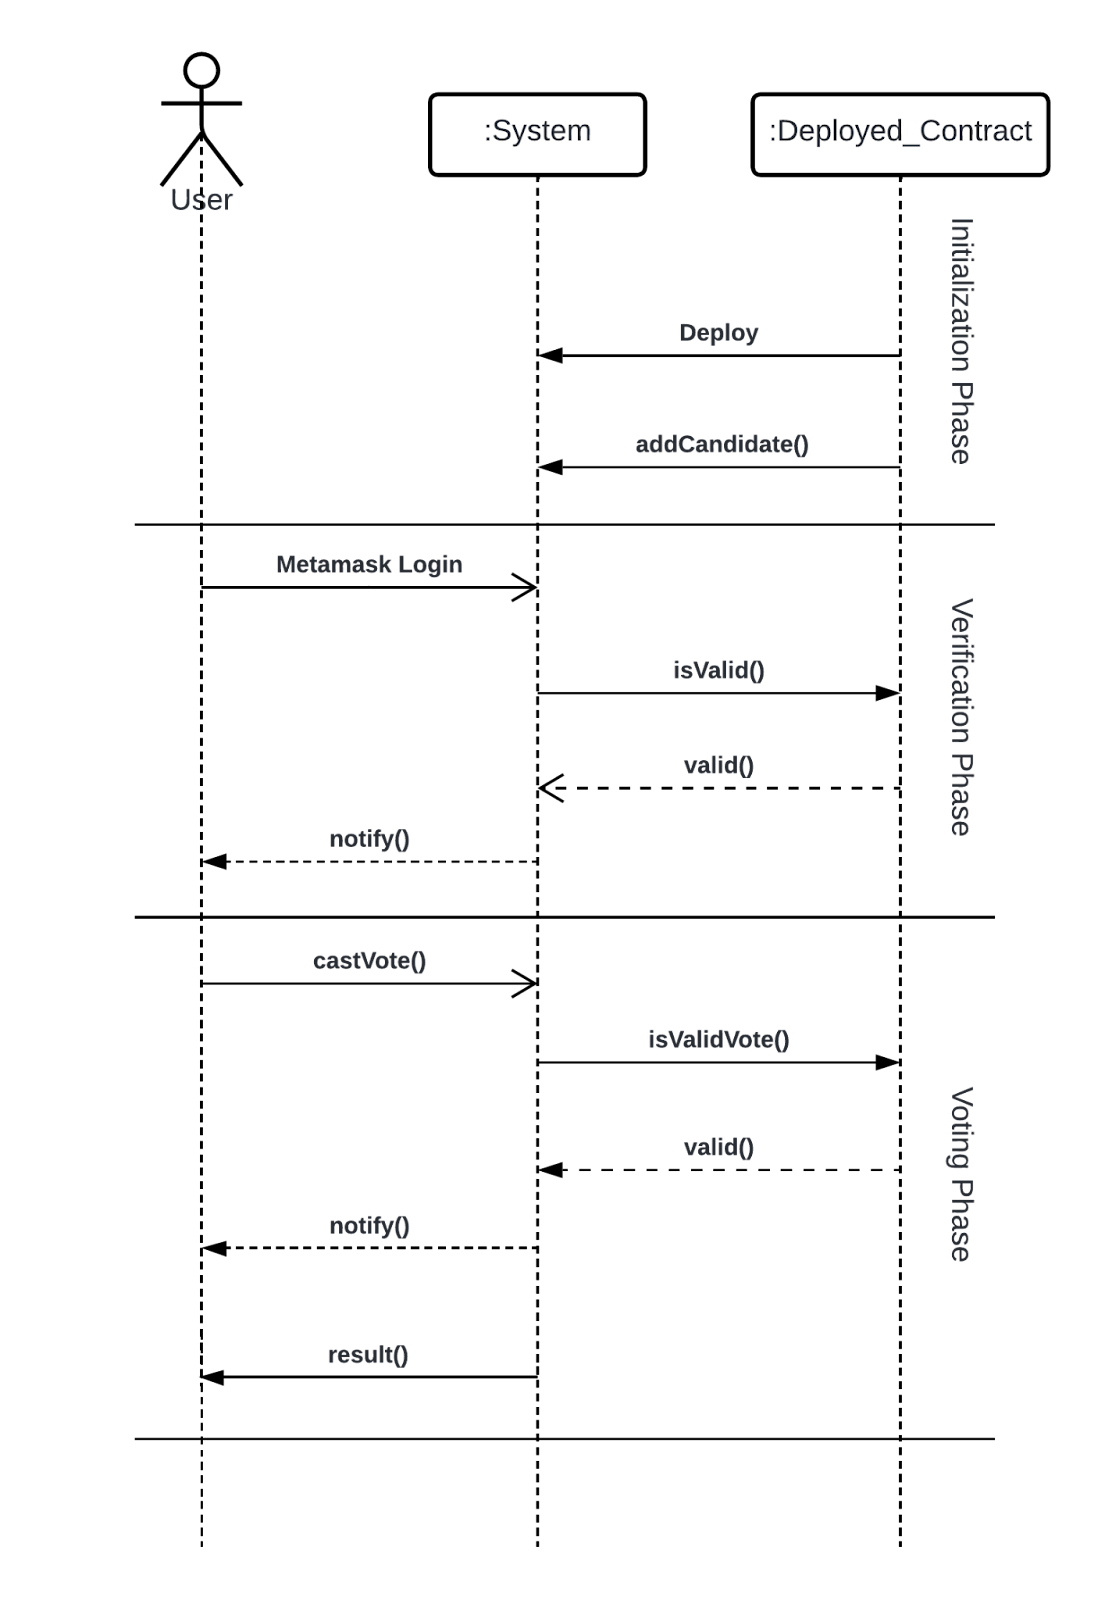 User
:System
:Deployed_Contract
Initialization Phase
Deploy
addCandidate()
Metamask Login
Verification Phase
isValid()
valid()
notify()
castVote()
isValidVote()
Voting Phase
valid()
notify()
result()